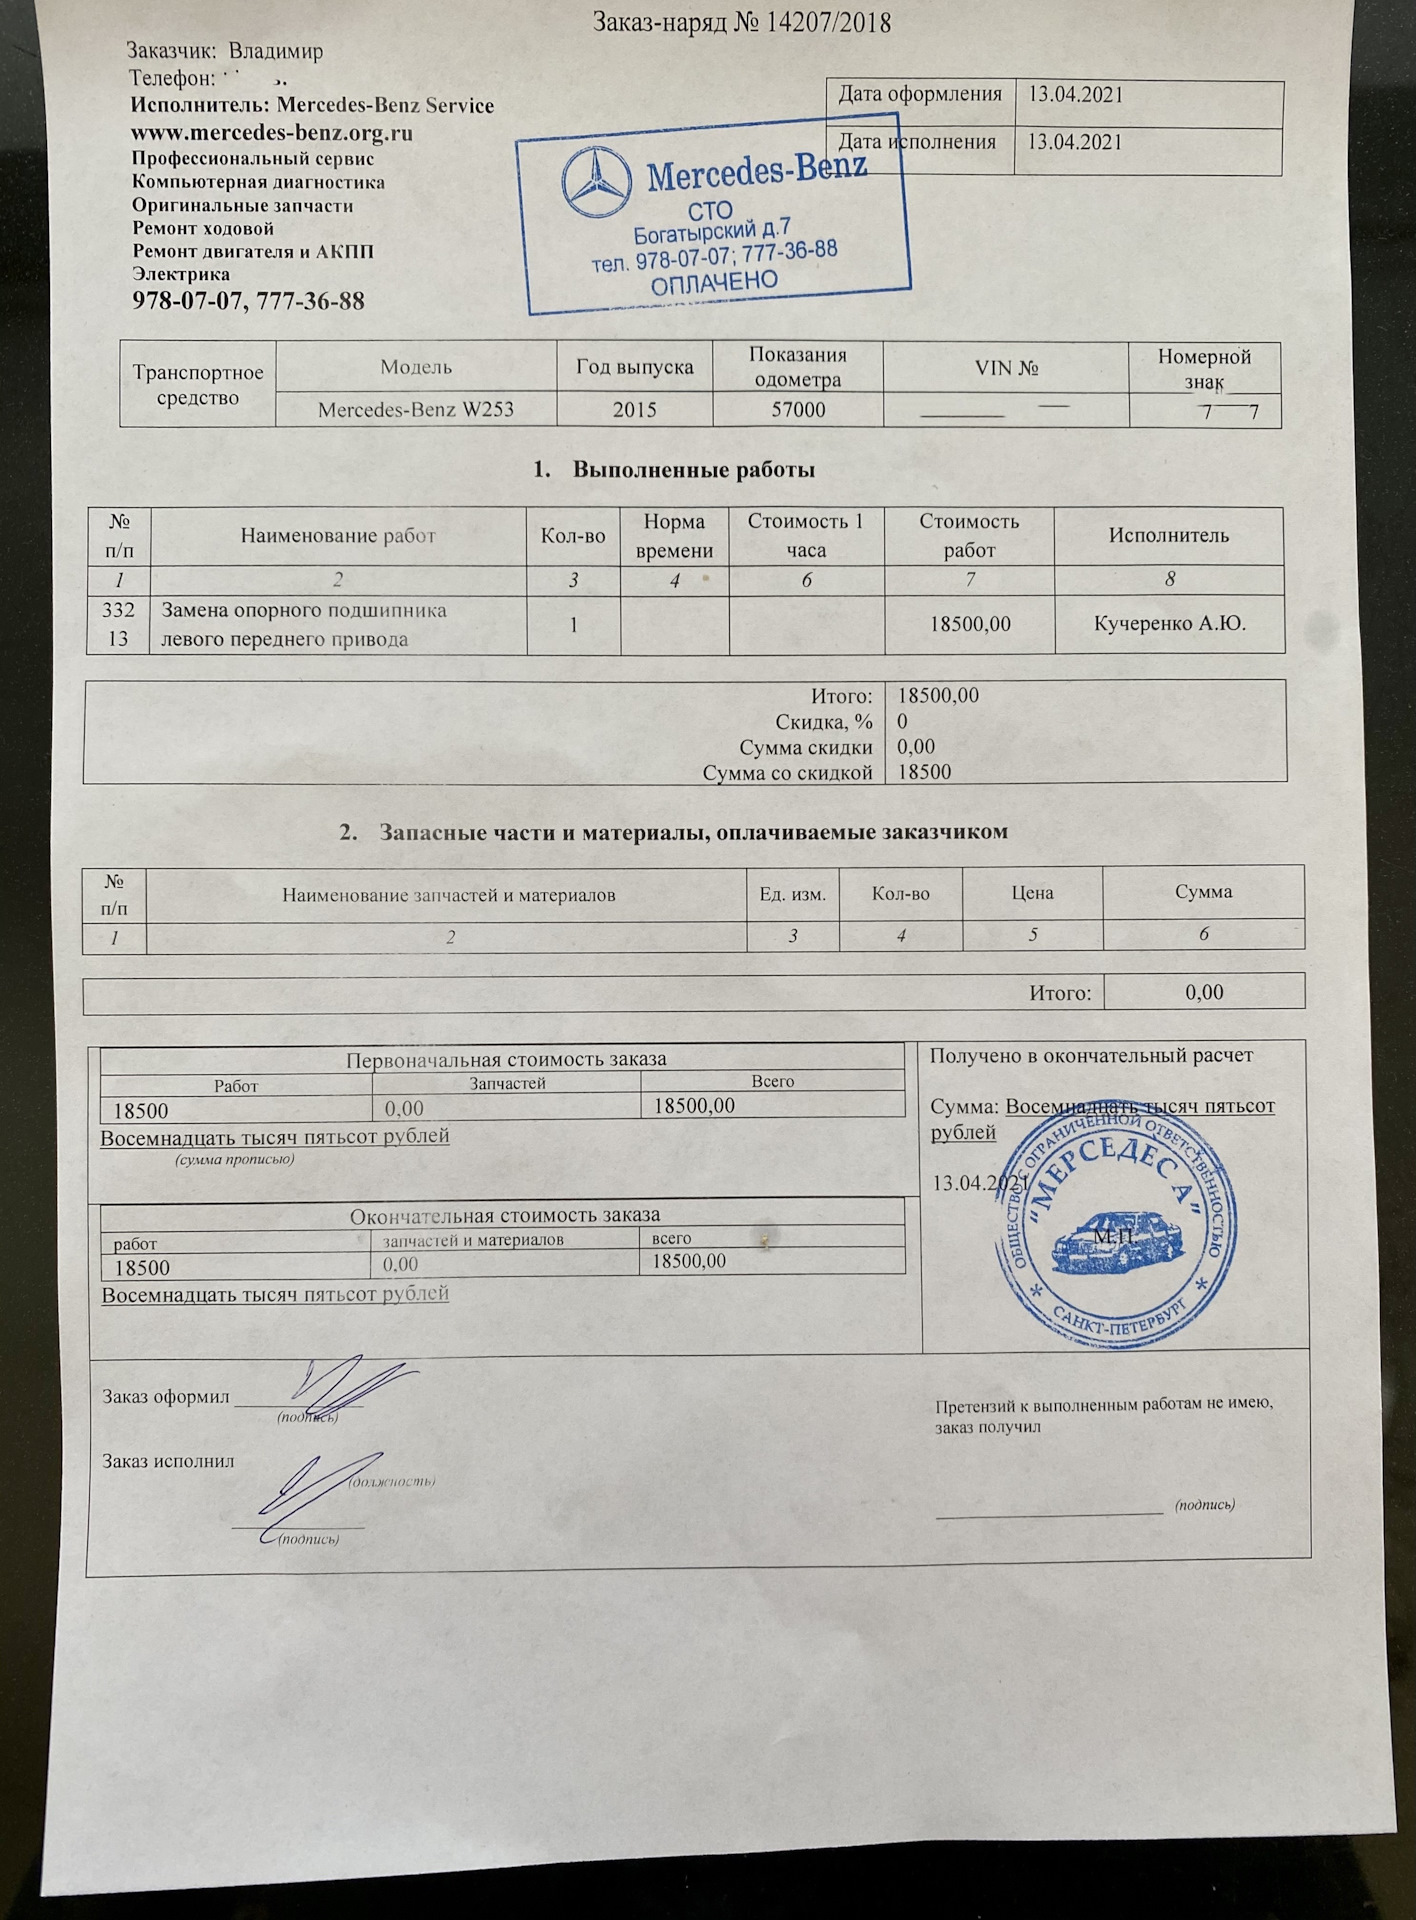 Заказ-наряд № 14207/2018
Заказчик: Владимир
Телефон:
Исполнитель: Mercedes-Benz Service
www.mercedes-benz.org.ru
Профессиональный сервис
Компьютерная диагностика
Оригинальные запчасти
Ремонт ходовой
Ремонт двигателя и АКПП
Электрика
978-07-07, 777-36-88
Дата оформления 13.04.2021
Дата исполнения 13.04.2021
Mercedes-Benz
СТО
Богатырский д.7
тел. 978-07-07; 777-36-88
ОПЛАЧЕНО
Транспортное средство Модель Год выпуска Показания одометра VIN № Номерной знак
Mercedes-Benz W253 2015 57000 7 7
1. Выполненные работы
№ п/п Наименование работ Кол-во Норма времени Стоимость 1 часа Стоимость работ Исполнитель
1 2 3 4 6 7 8
332 13 Замена опорного подшипника левого переднего привода 1 18500,00 Кучеренко А.Ю.
Итого: 18500,00
Скидка, % 0
Сумма скидки 0,00
Сумма со скидкой 18500
2. Запасные части и материалы, оплачиваемые заказчиком
№ п/п Наименование запчастей и материалов Ед. изм. Кол-во Цена Сумма
1 2 3 4 5 6
Итого: 0,00
Первоначальная стоимость заказа
Работ Запчастей Всего
18500 0,00 18500,00
Восемнадцать тысяч пятьсот рублей
(сумма прописью)
Окончательная стоимость заказа
работ запчастей и материалов всего
18500 0,00 18500,00
Восемнадцать тысяч пятьсот рублей
Получено в окончательный расчет
Сумма: Восемнадцать тысяч пятьсот
рублей
13.04.2021
М.П.
ОБЩЕСТВО С ОГРАНИЧЕННОЙ ОТВЕТСТВЕННОСТЬЮ
"МЕРСЕДЕС А"
* САНКТ-ПЕТЕРБУРГ *
Заказ оформил
(подпись)
Заказ исполнил
(должность)
(подпись)
Претензий к выполненным работам не имею,
заказ получил
(подпись)